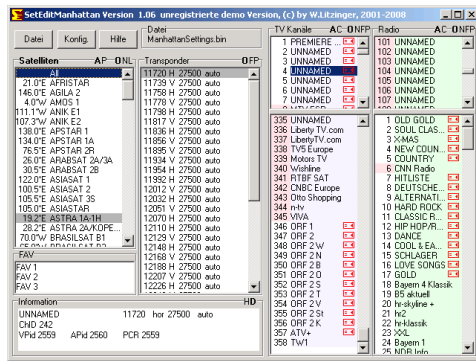 SetEditManhattan Version 1.06 unregistrierte demo Version, (c) by W.Litzinger, 2001-2008
Datei
Konfig.
Hilfe
Datei
ManhattanSettings.bin
Satelliten AP ONL
All
21.0°E AFRISTAR
146.0°E AGILA 2
4.0°W AMOS 1
111.1°W ANIK E1
107.3°W ANIK E2
138.0°E APSTAR 1
134.0°E APSTAR 1A
76.5°E APSTAR 2R
26.0°E ARABSAT 2A/3A
30.5°E ARABSAT 2B
122.0°E ASIASAT 1
100.5°E ASIASAT 2
105.5°E ASIASAT 3S
105.0°E ASIASTAR
19.2°E ASTRA 1A-1H
28.2°E ASTRA 2A/KOPE...
70.0°W BRASILSAT B1
FAV
FAV 1
FAV 2
FAV 3
Transponder OFP
11720 H 27500 auto
11739 V 27500 auto
11758 H 27500 auto
11778 V 27500 auto
11798 H 27500 auto
11817 V 27500 auto
11836 H 27500 auto
11856 V 27500 auto
11895 V 27500 auto
11934 V 27500 auto
11954 H 27500 auto
11992 H 27500 auto
12012 V 27500 auto
12032 H 27500 auto
12051 V 27500 auto
12070 H 27500 auto
12110 H 27500 auto
12129 V 27500 auto
12148 H 27500 auto
12168 V 27500 auto
12188 H 27500 auto
12207 V 27500 auto
12226 H 27500 auto
Information HD
UNNAMED 11720 hor 27500 auto
ChID 242
VPid 2559 APid 2560 PCR 2559
TV Kanäle AC ONFP
1 PREMIERE ...
2 UNNAMED
3 UNNAMED
4 UNNAMED
5 UNNAMED
6 UNNAMED
7 UNNAMED
335 UNNAMED
336 Liberty TV.com
337 LibertyTV.com
338 TV5 Europe
339 Motors TV
340 Wishline
341 RTBF SAT
342 CNBC Europe
343 Otto Shopping
344 n-tv
345 VIVA
346 ORF 1
347 ORF 2
348 ORF 2 W
349 ORF 2 N
350 ORF 2 B
351 ORF 2 O
352 ORF 2 S
353 ORF 2 T
354 ORF 2 V
355 ORF 2 St
356 ORF 2 K
357 ATV+
358 TW1
Radio AC ONFP
101 UNNAMED
102 UNNAMED
103 UNNAMED
104 UNNAMED
105 UNNAMED
106 UNNAMED
107 UNNAMED
108 UNNAMED
1 OLD GOLD
2 SOUL CLAS...
3 X-MAS
4 NEW COUN...
5 COUNTRY
6 CNN Radio
7 HITLISTE
8 DEUTSCHE...
9 ALTERNATI...
10 HARD ROCK
11 CLASSIC R...
12 HIP HOP/R...
13 DANCE
14 COOL & EA...
15 SCHLAGER
16 LOVE SONGS
17 GOLD
18 Bayern 4 Klassik
19 B5 aktuell
20 hr-skyline +
21 hr2
22 hr-klassik
23 XXL
24 Bayern 1
25 NDR Info